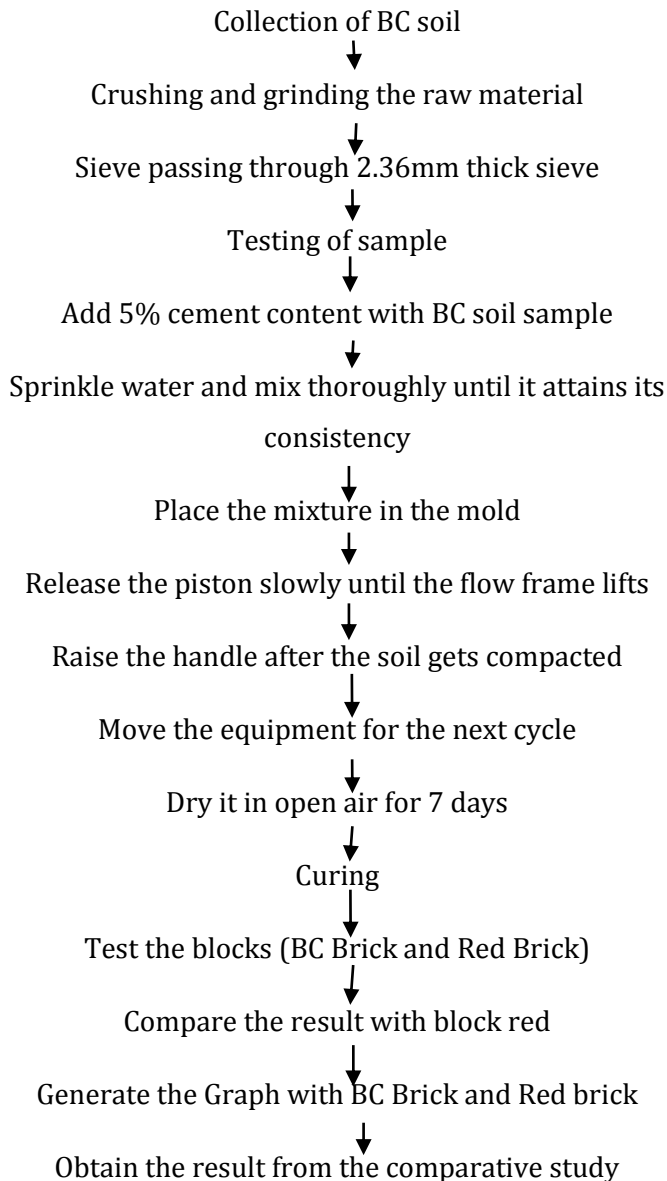 Collection of BC soil
Crushing and grinding the raw material
Sieve passing through 2.36mm thick sieve
Testing of sample
Add 5% cement content with BC soil sample
Sprinkle water and mix thoroughly until it attains its
consistency
Place the mixture in the mold
Release the piston slowly until the flow frame lifts
Raise the handle after the soil gets compacted
Move the equipment for the next cycle
Dry it in open air for 7 days
Curing
Test the blocks (BC Brick and Red Brick)
Compare the result with block red
Generate the Graph with BC Brick and Red brick
Obtain the result from the comparative study